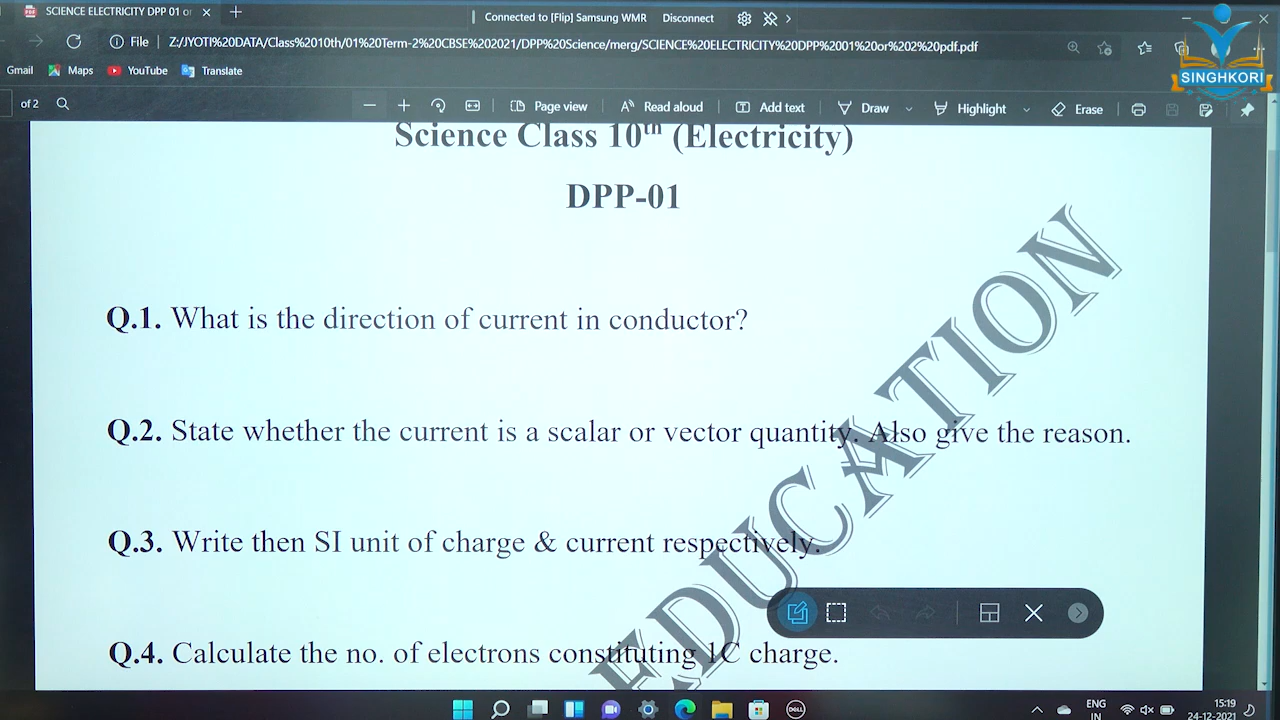 SCIENCE ELECTRICITY DPP 01 or
Connected to [Flip] Samsung WMR Disconnect
File Z:/JYOTI%20DATA/Class%2010th/01%20Term-2%20CBSE%202021/DPP%20Science/merg/SCIENCE%20ELECTRICITY%20DPP%2001%20or%202%20pdf.pdf
Gmail Maps YouTube Translate
SINGHKORI
of 2 Page view Read aloud Add text Draw Highlight Erase
Science Class 10th (Electricity)
DPP-01
Q.1. What is the direction of current in conductor?
Q.2. State whether the current is a scalar or vector quantity. Also give the reason.
Q.3. Write then SI unit of charge & current respectively.
Q.4. Calculate the no. of electrons constituting 1C charge.
EDUCATION
DELL
ENG
IN
15:19
24-12-2021